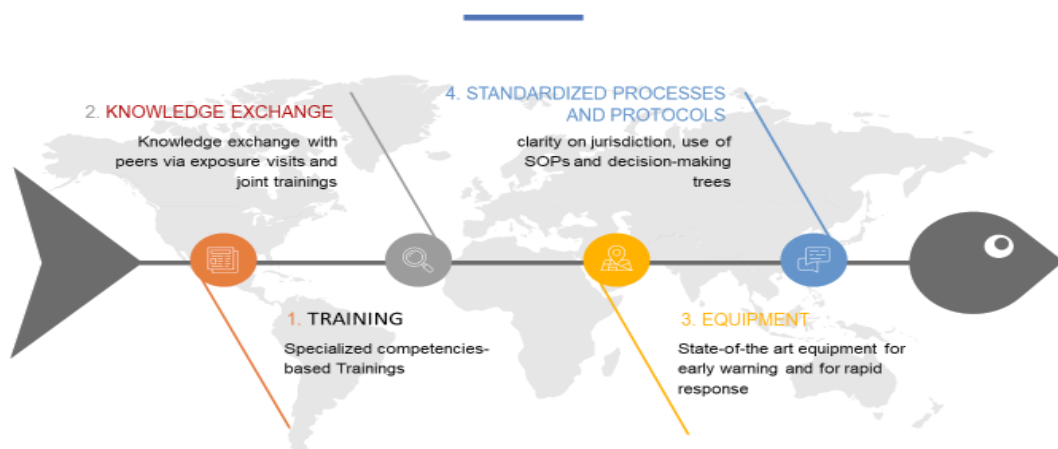 2. KNOWLEDGE EXCHANGE
Knowledge exchange with
peers via exposure visits and
joint trainings
4. STANDARDIZED PROCESSES
AND PROTOCOLS
clarity on jurisdiction, use of
SOPs and decision-making
trees
1. TRAINING
Specialized competencies-
based Trainings
3. EQUIPMENT
State-of-the art equipment for
early warning and for rapid
response